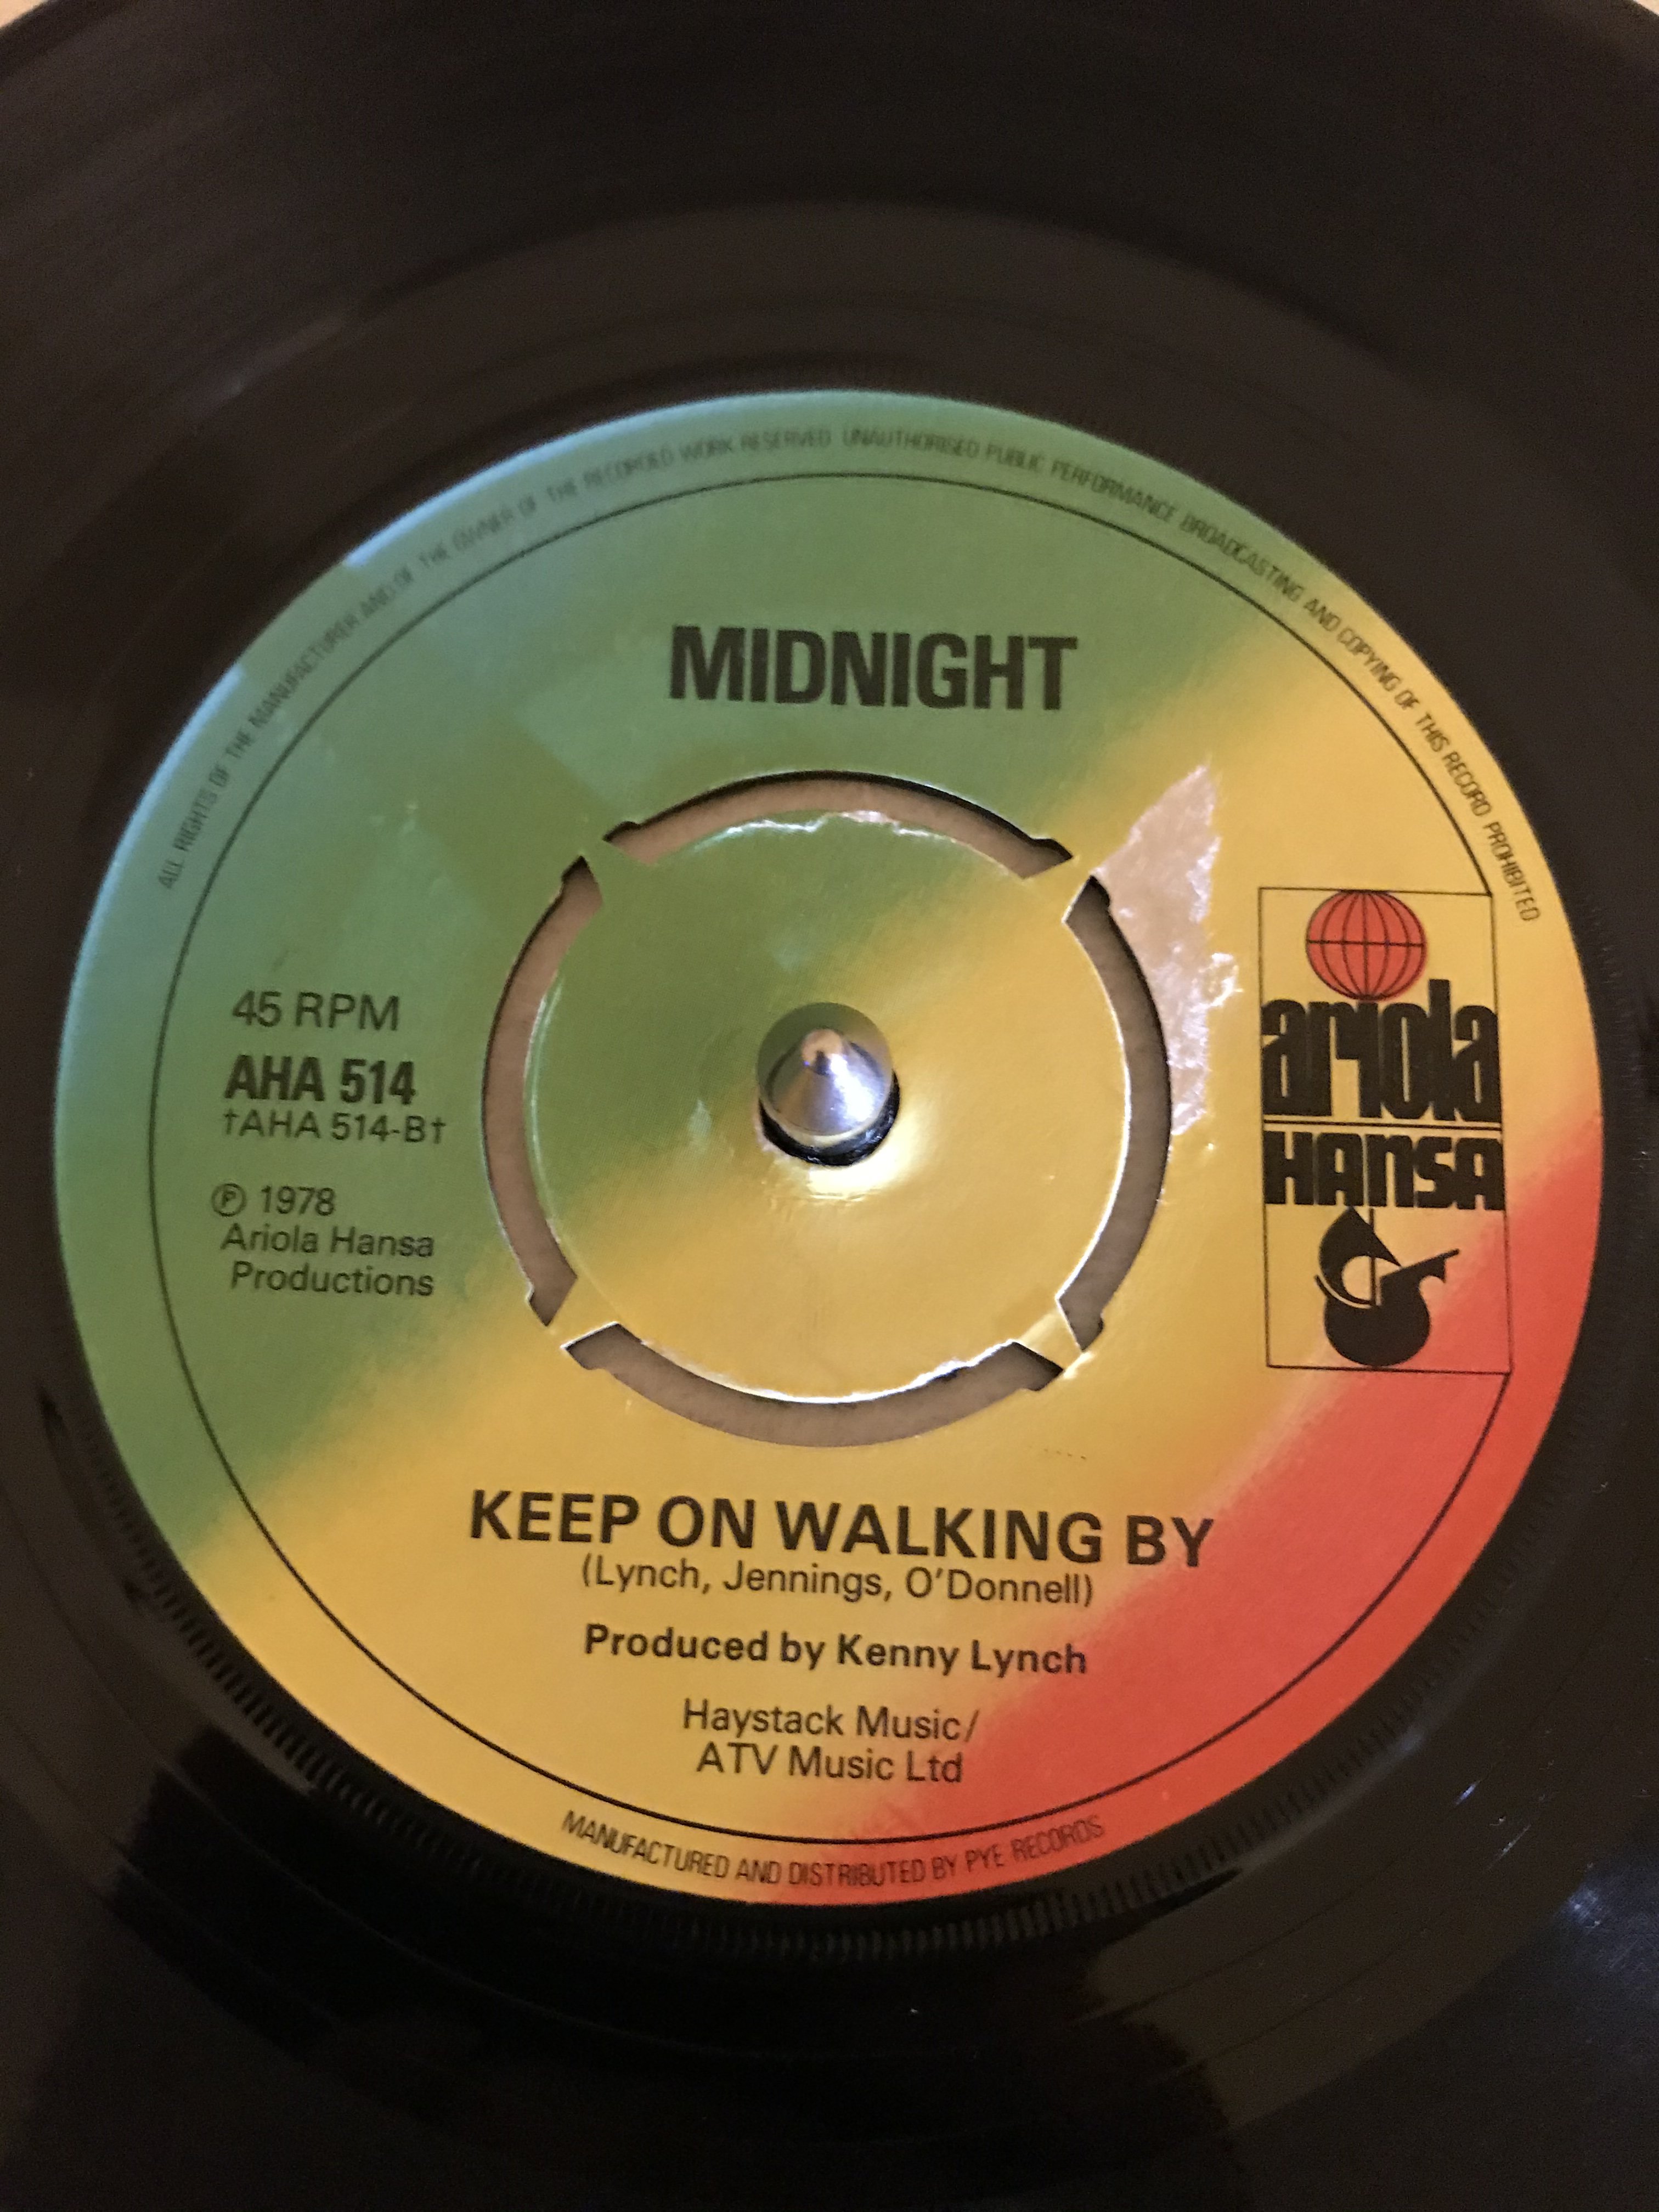 ALL RIGHTS OF THE MANUFACTURER AND OF THE OWNER OF THE RECORDED WORK RESERVED UNAUTHORISED PUBLIC PERFORMANCE BROADCASTING AND COPYING OF THIS RECORD PROHIBITED
MIDNIGHT
45 RPM
AHA 514
†AHA 514-B†
℗ 1978
Ariola Hansa
Productions
ariola
HANSA
KEEP ON WALKING BY
(Lynch, Jennings, O'Donnell)
Produced by Kenny Lynch
Haystack Music/
ATV Music Ltd
MANUFACTURED AND DISTRIBUTED BY PYE RECORDS